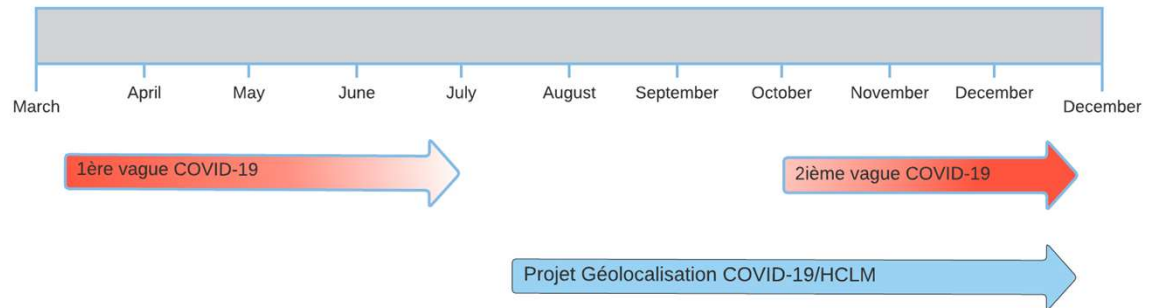 March
April
May
June
July
August
September
October
November
December
December
1ère vague COVID-19
2ième vague COVID-19
Projet Géolocalisation COVID-19/HCLM